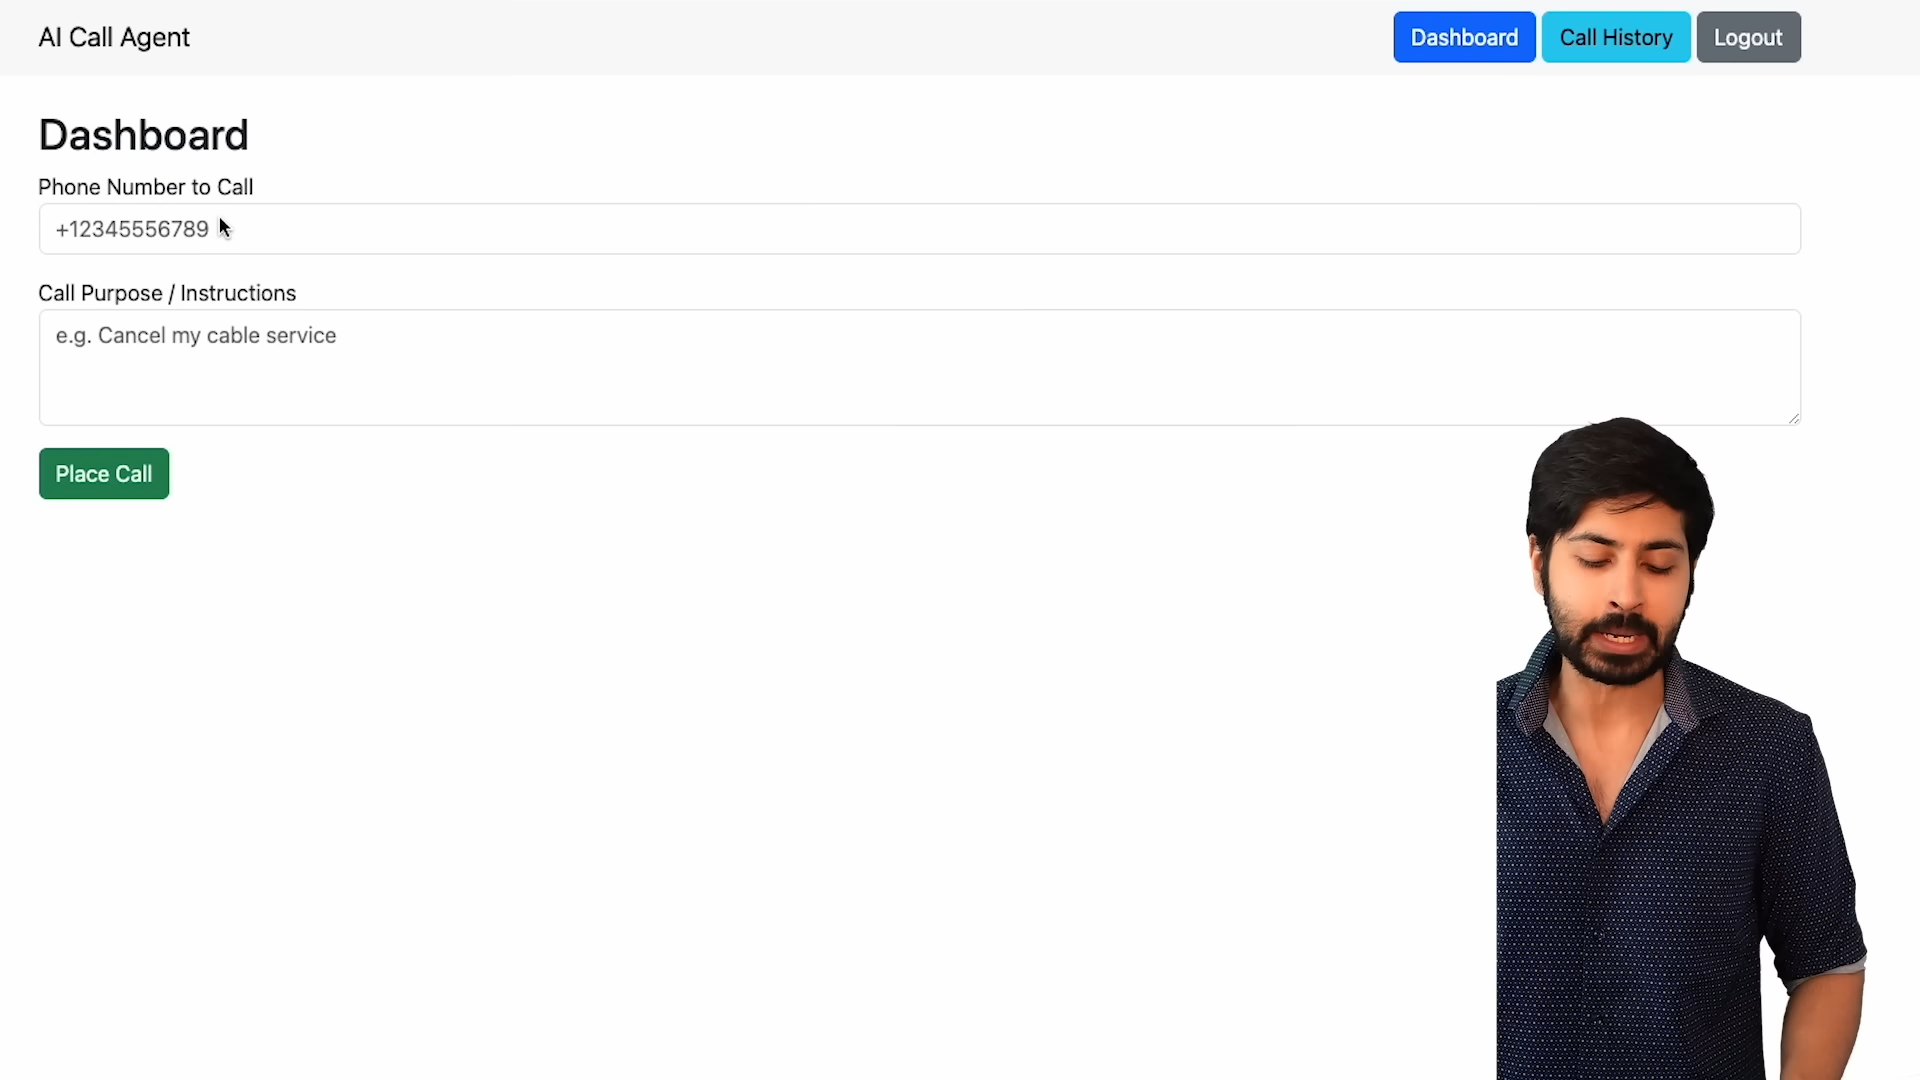 AI Call Agent
Dashboard Call History Logout
Dashboard
Phone Number to Call
+12345556789
Call Purpose / Instructions
e.g. Cancel my cable service
Place Call